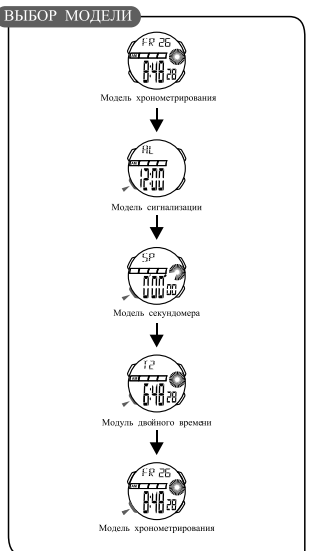 ВЫБОР МОДЕЛИ
FR 26
8:48 28
Модель хронометрирования
AL
12:00
Модель сигнализации
SP
0:00 00
Модель секундомера
T2
6:48 28
Модуль двойного времени
FR 26
8:48 28
Модель хронометрирования